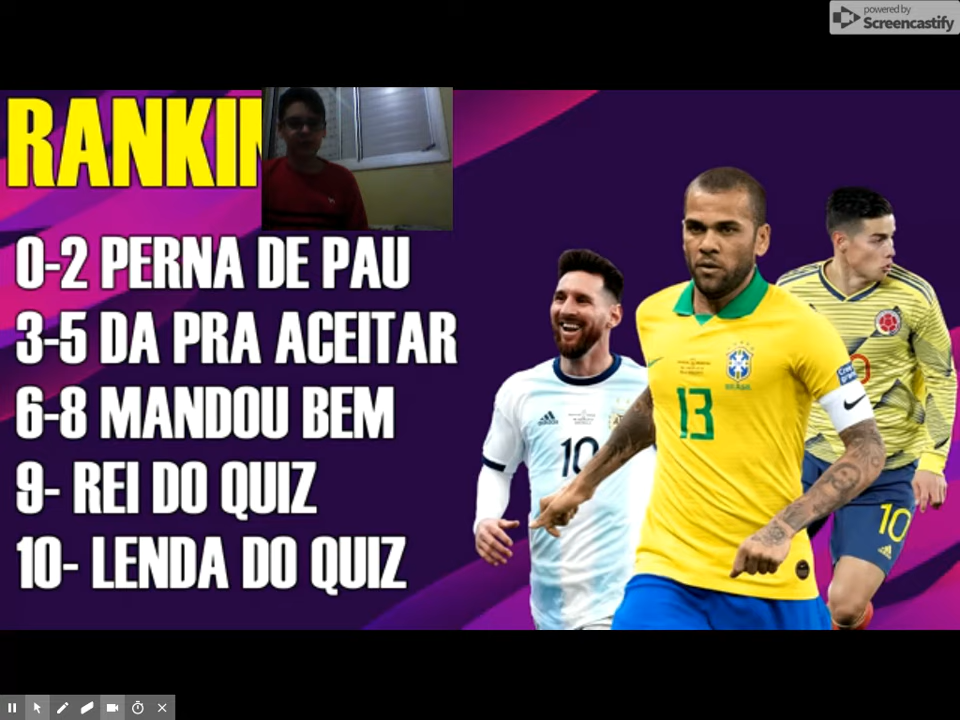 powered by
Screencastify
RANKIN
0-2 PERNA DE PAU
3-5 DA PRA ACEITAR
6-8 MANDOU BEM
9- REI DO QUIZ
10- LENDA DO QUIZ
10
13
BRASIL
10